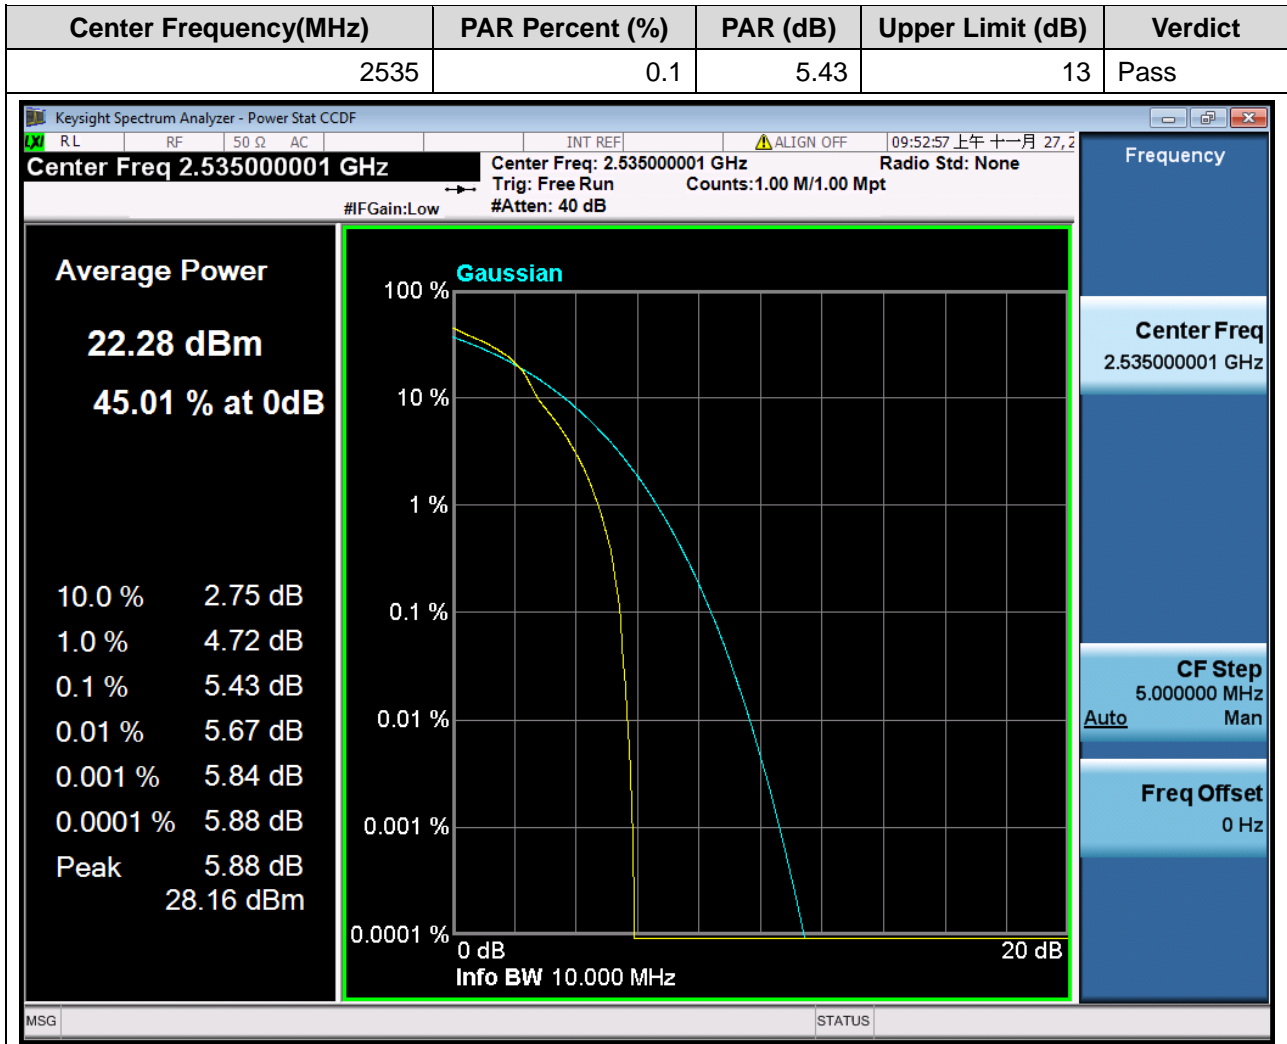 Center Frequency(MHz) PAR Percent (%) PAR (dB) Upper Limit (dB) Verdict
2535 0.1 5.43 13 Pass
Keysight Spectrum Analyzer - Power Stat CCDF
LXI RL RF 50 Ω AC INT REF ALIGN OFF 09:52:57 上午 十一月 27, 2
Center Freq 2.535000001 GHz
Center Freq: 2.535000001 GHz Radio Std: None
Trig: Free Run Counts:1.00 M/1.00 Mpt
#IFGain:Low #Atten: 40 dB
Average Power
22.28 dBm
45.01 % at 0dB
10.0 % 2.75 dB
1.0 % 4.72 dB
0.1 % 5.43 dB
0.01 % 5.67 dB
0.001 % 5.84 dB
0.0001 % 5.88 dB
Peak 5.88 dB
28.16 dBm
Gaussian
100 %
10 %
1 %
0.1 %
0.01 %
0.001 %
0.0001 %
0 dB 20 dB
Info BW 10.000 MHz
Frequency
Center Freq
2.535000001 GHz
CF Step
5.000000 MHz
Auto Man
Freq Offset
0 Hz
MSG STATUS